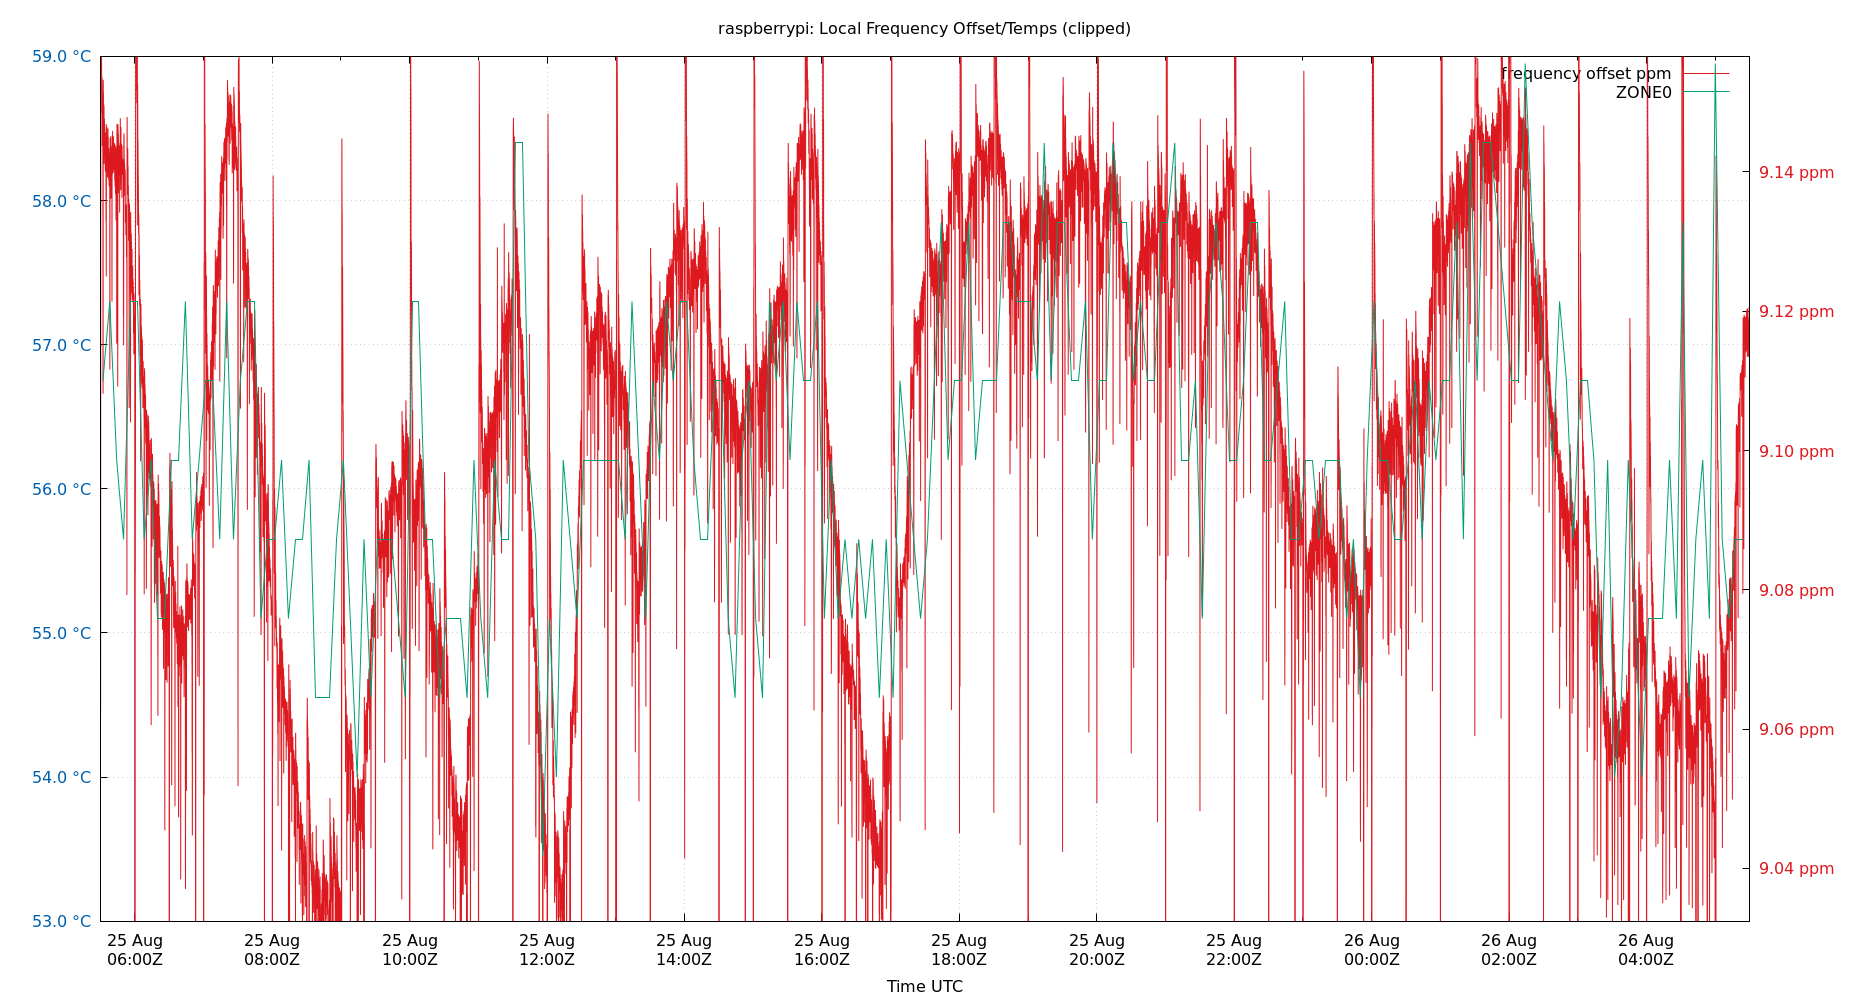 raspberrypi: Local Frequency Offset/Temps (clipped)
frequency offset ppm
ZONE0
59.0 °C
58.0 °C
57.0 °C
56.0 °C
55.0 °C
54.0 °C
53.0 °C
9.14 ppm
9.12 ppm
9.10 ppm
9.08 ppm
9.06 ppm
9.04 ppm
25 Aug 25 Aug 25 Aug 25 Aug 25 Aug 25 Aug 25 Aug 25 Aug 25 Aug 26 Aug 26 Aug 26 Aug
06:00Z 08:00Z 10:00Z 12:00Z 14:00Z 16:00Z 18:00Z 20:00Z 22:00Z 00:00Z 02:00Z 04:00Z
Time UTC